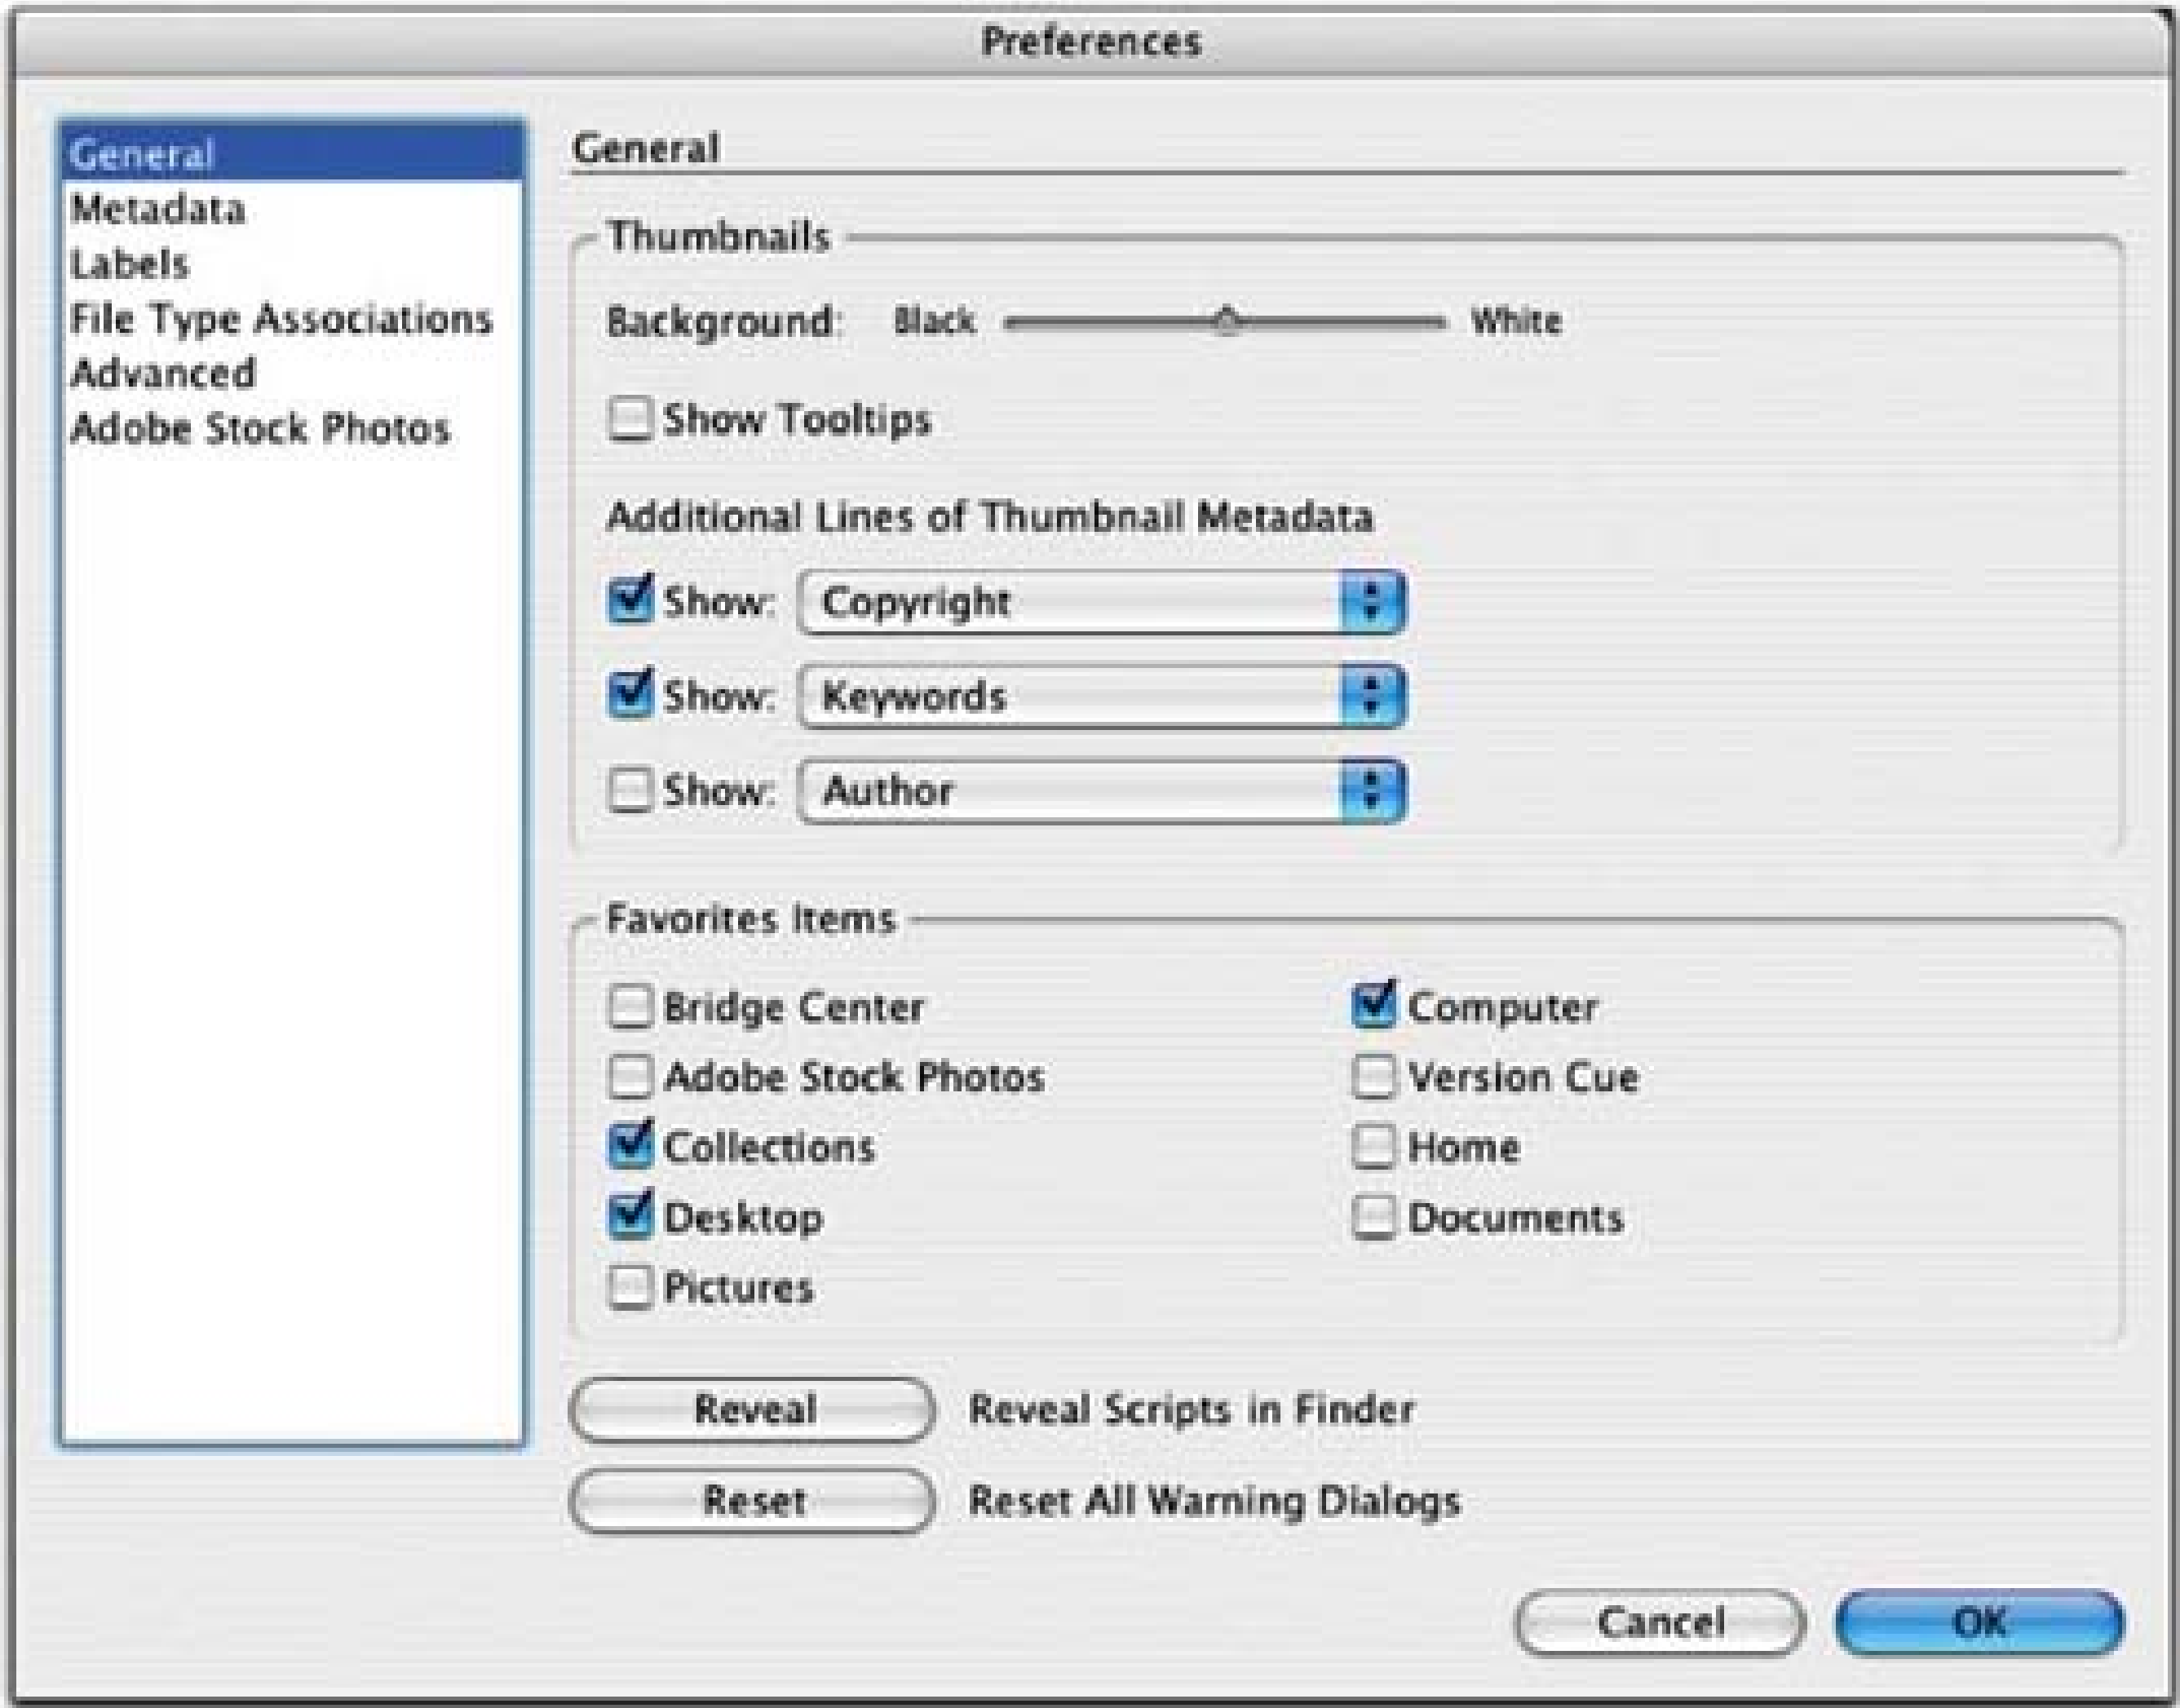 Preferences
General
Metadata
Labels
File Type Associations
Advanced
Adobe Stock Photos
General
Thumbnails
Background: Black White
Show Tooltips
Additional Lines of Thumbnail Metadata
Show: Copyright
Show: Keywords
Show: Author
Favorites Items
Bridge Center
Computer
Adobe Stock Photos
Version Cue
Collections
Home
Desktop
Documents
Pictures
Reveal Reveal Scripts in Finder
Reset Reset All Warning Dialogs
Cancel OK